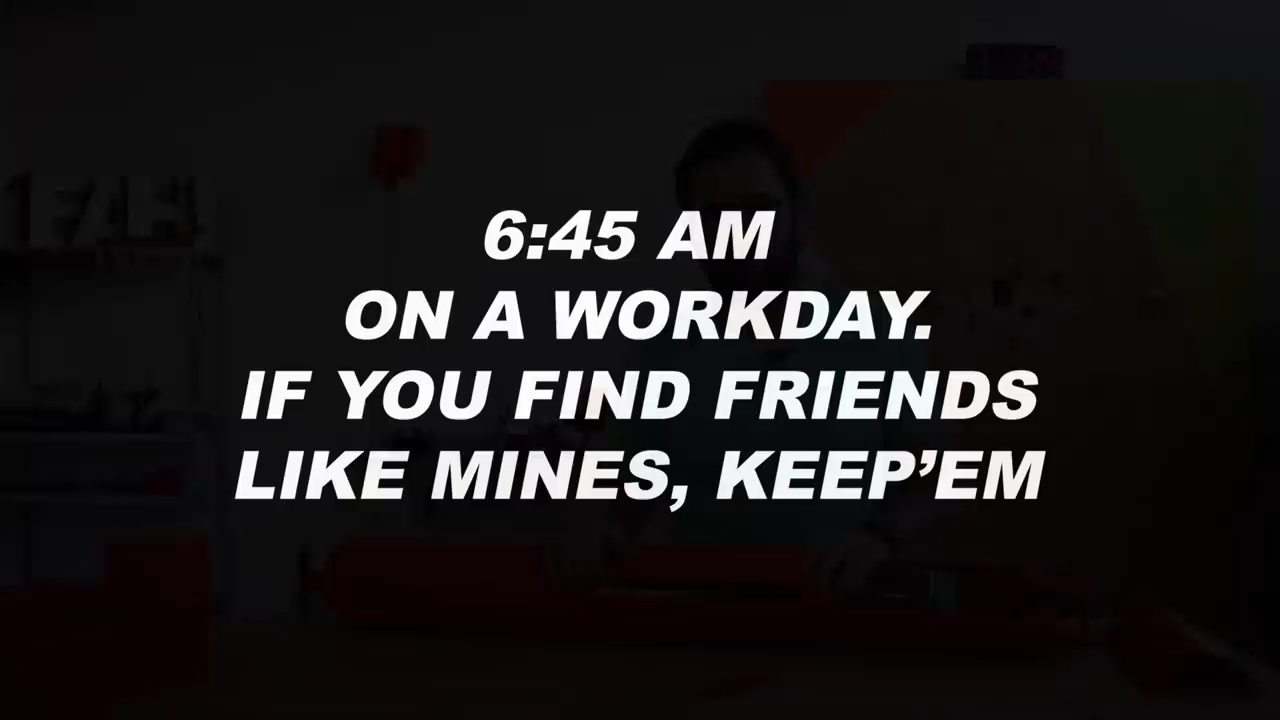 6:45 AM
ON A WORKDAY.
IF YOU FIND FRIENDS
LIKE MINES, KEEP’EM